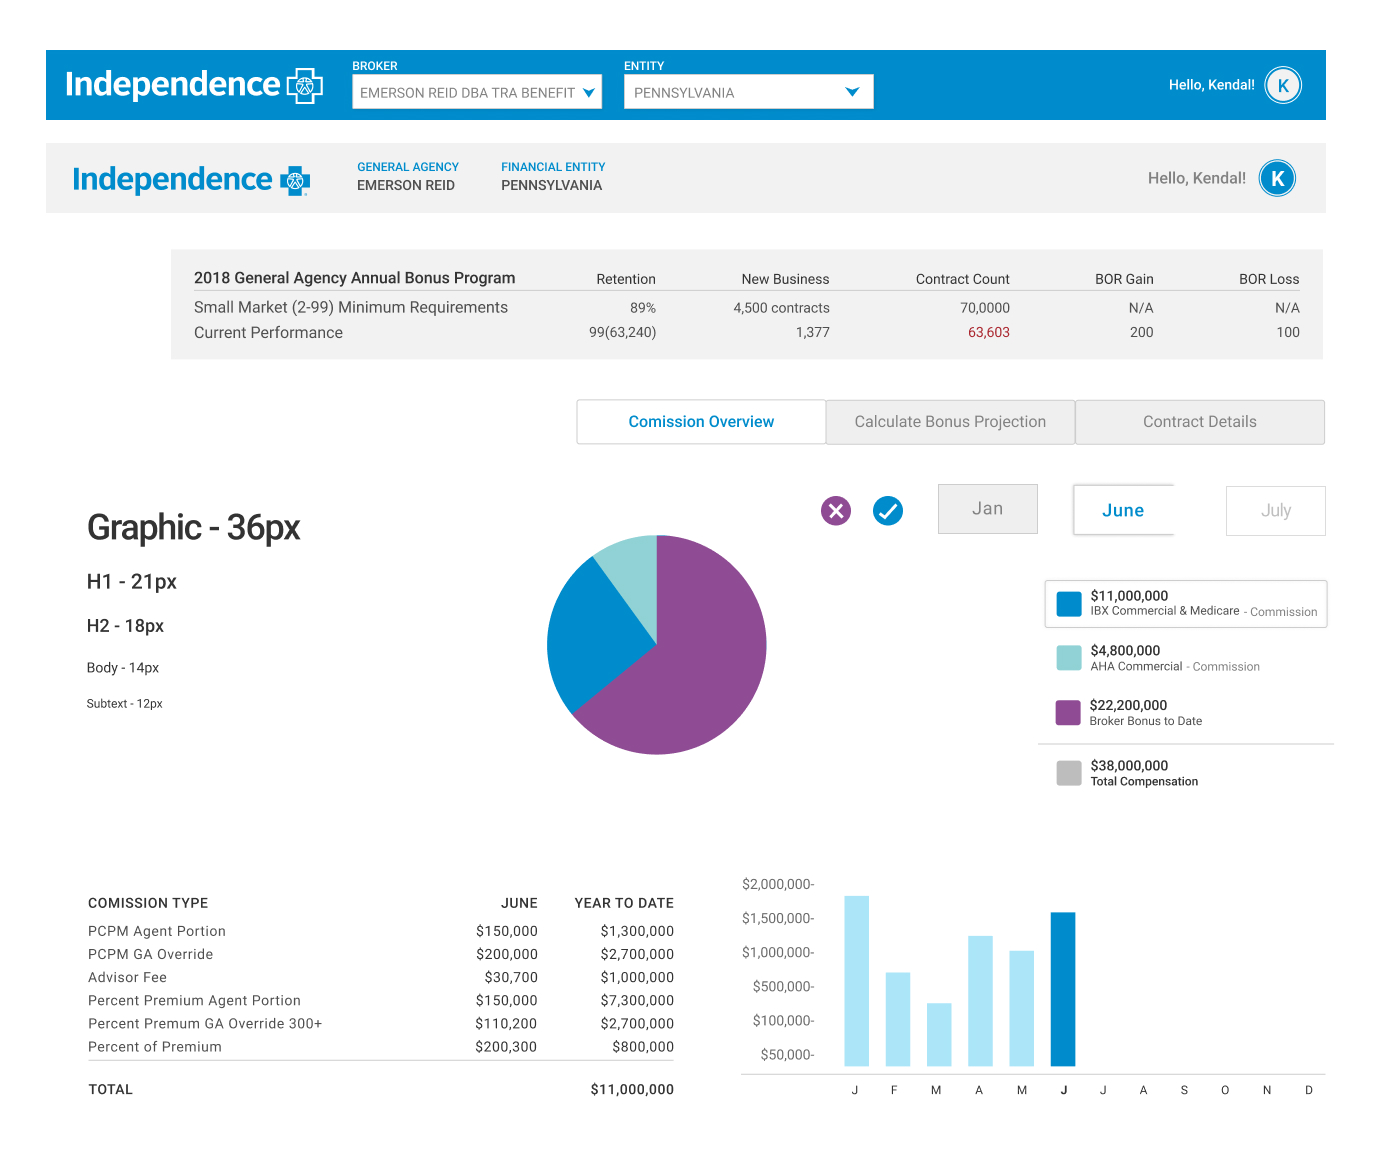 Independence
BROKER
EMERSON REID DBA TRA BENEFIT
ENTITY
PENNSYLVANIA
Hello, Kendal!
K
Independence
GENERAL AGENCY
EMERSON REID
FINANCIAL ENTITY
PENNSYLVANIA
Hello, Kendal!
K
2018 General Agency Annual Bonus Program Retention New Business Contract Count BOR Gain BOR Loss
Small Market (2-99) Minimum Requirements 89% 4,500 contracts 70,0000 N/A N/A
Current Performance 99(63,240) 1,377 63,603 200 100
Comission Overview Calculate Bonus Projection Contract Details
Jan June July
Graphic - 36px
H1 - 21px
H2 - 18px
Body - 14px
Subtext - 12px
$11,000,000
IBX Commercial & Medicare - Commission
$4,800,000
AHA Commercial - Commission
$22,200,000
Broker Bonus to Date
$38,000,000
Total Compensation
COMISSION TYPE JUNE YEAR TO DATE
PCPM Agent Portion $150,000 $1,300,000
PCPM GA Override $200,000 $2,700,000
Advisor Fee $30,700 $1,000,000
Percent Premium Agent Portion $150,000 $7,300,000
Percent Premum GA Override 300+ $110,200 $2,700,000
Percent of Premium $200,300 $800,000
TOTAL $11,000,000
$2,000,000-
$1,500,000-
$1,000,000-
$500,000-
$100,000-
$50,000-
J F M A M J J A S O N D